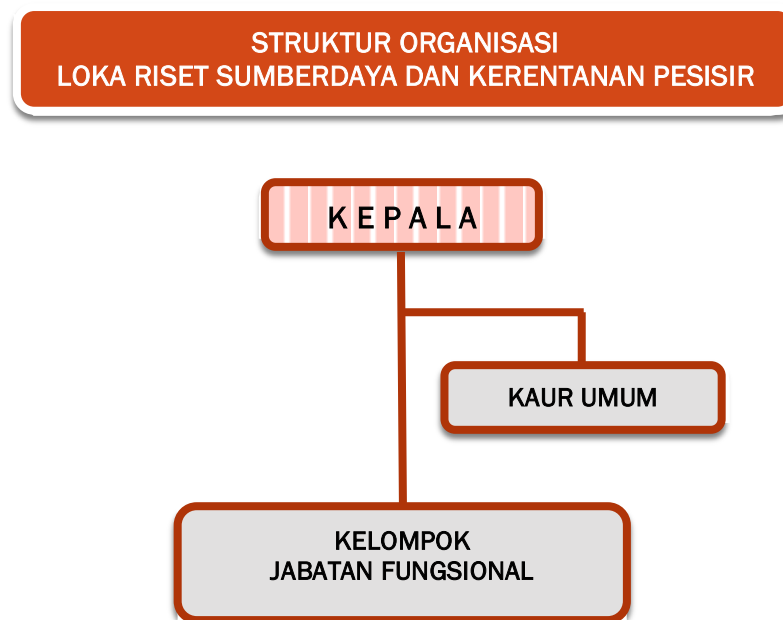 STRUKTUR ORGANISASI
LOKA RISET SUMBERDAYA DAN KERENTANAN PESISIR
K E P A L A
KAUR UMUM
KELOMPOK
JABATAN FUNGSIONAL